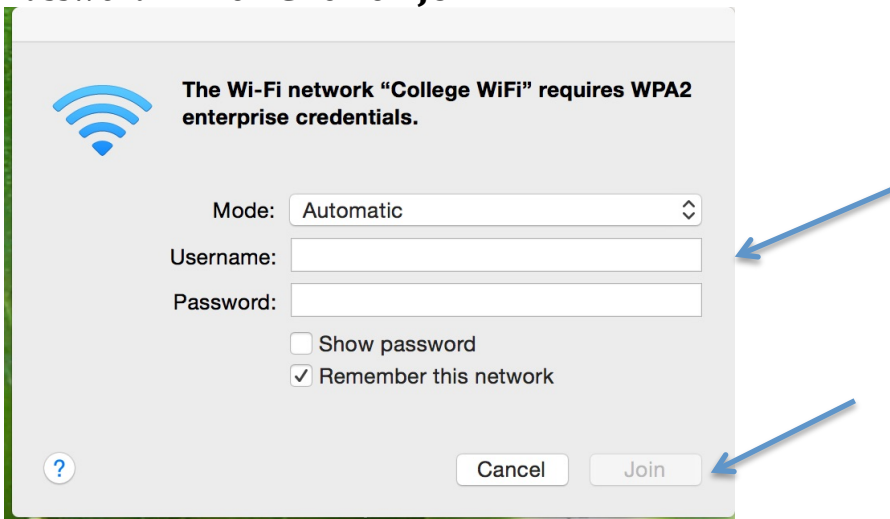 The Wi-Fi network “College WiFi” requires WPA2
enterprise credentials.
Mode: Automatic
Username:
Password:
Show password
✓ Remember this network
? Cancel Join